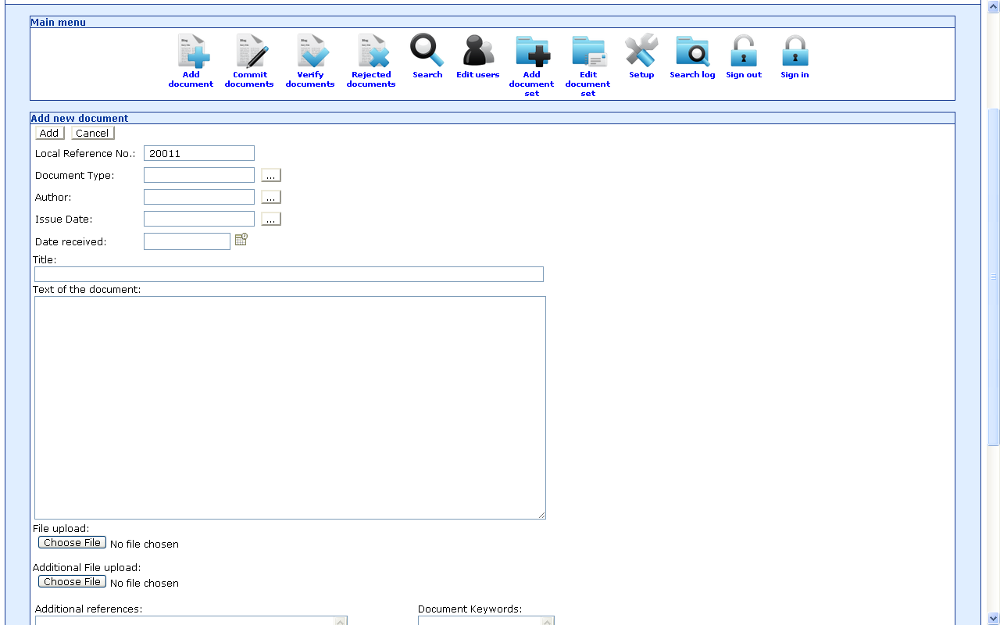 Main menu
Add document
Commit documents
Verify documents
Rejected documents
Search
Edit users
Add document set
Edit document set
Setup
Search log
Sign out
Sign in
Add new document
Add Cancel
Local Reference No.: 20011
Document Type: ...
Author: ...
Issue Date: ...
Date received:
Title:
Text of the document:
File upload:
Choose File No file chosen
Additional File upload:
Choose File No file chosen
Additional references: Document Keywords: